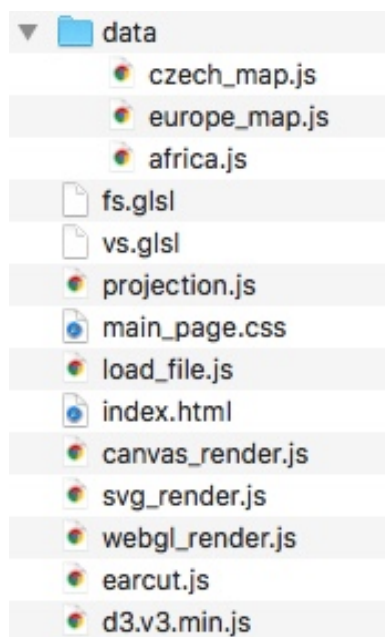 data
czech_map.js
europe_map.js
africa.js
fs.glsl
vs.glsl
projection.js
main_page.css
load_file.js
index.html
canvas_render.js
svg_render.js
webgl_render.js
earcut.js
d3.v3.min.js